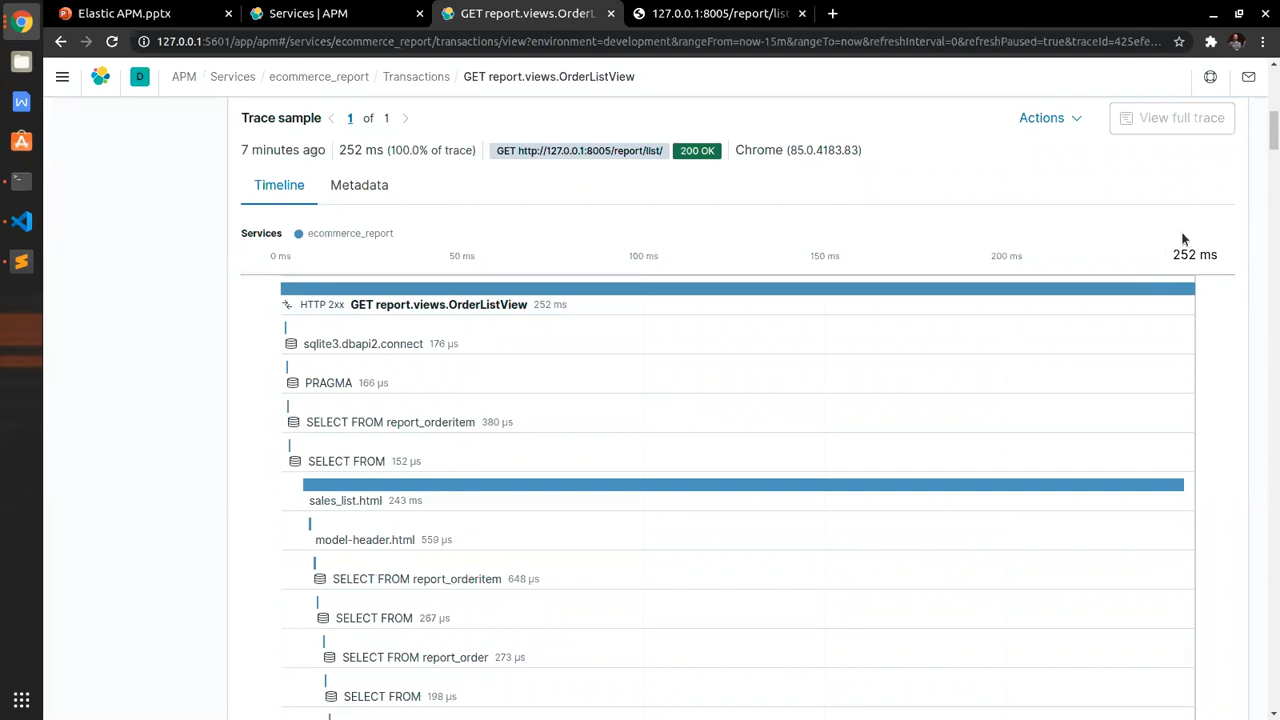 Elastic APM.pptx
Services | APM
GET report.views.OrderL
127.0.0.1:8005/report/list
127.0.0.1:5601/app/apm#/services/ecommerce_report/transactions/view?environment=development&rangeFrom=now-15m&rangeTo=now&refreshInterval=0&refreshPaused=true&traceId=425efe…
D
APM / Services / ecommerce_report / Transactions / GET report.views.OrderListView
Trace sample 1 of 1
Actions
View full trace
7 minutes ago 252 ms (100.0% of trace) GET http://127.0.0.1:8005/report/list/ 200 OK Chrome (85.0.4183.83)
Timeline Metadata
Services ecommerce_report
0 ms 50 ms 100 ms 150 ms 200 ms 252 ms
HTTP 2xx GET report.views.OrderListView 252 ms
sqlite3.dbapi2.connect 176 μs
PRAGMA 166 μs
SELECT FROM report_orderitem 380 μs
SELECT FROM 152 μs
sales_list.html 243 ms
model-header.html 559 μs
SELECT FROM report_orderitem 648 μs
SELECT FROM 267 μs
SELECT FROM report_order 273 μs
SELECT FROM 198 μs